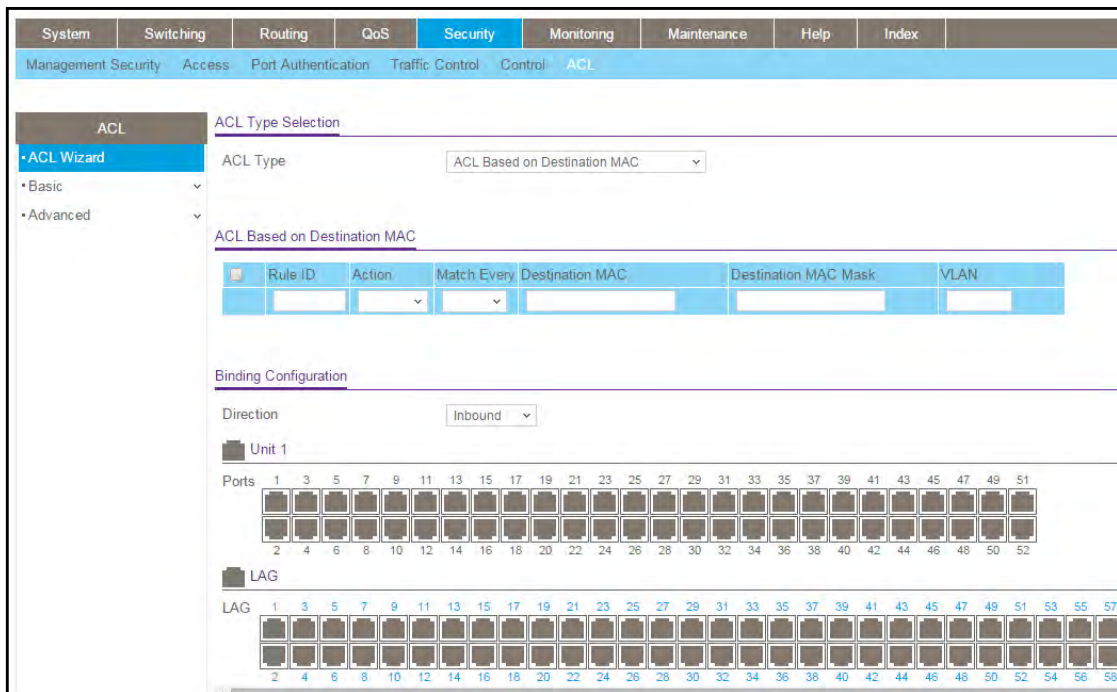 System Switching Routing QoS Security Monitoring Maintenance Help Index
Management Security Access Port Authentication Traffic Control Control ACL
ACL
ACL Wizard
Basic
Advanced
ACL Type Selection
ACL Type ACL Based on Destination MAC
ACL Based on Destination MAC
Rule ID Action Match Every Destination MAC Destination MAC Mask VLAN
Binding Configuration
Direction Inbound
Unit 1
Ports 1 3 5 7 9 11 13 15 17 19 21 23 25 27 29 31 33 35 37 39 41 43 45 47 49 51
2 4 6 8 10 12 14 16 18 20 22 24 26 28 30 32 34 36 38 40 42 44 46 48 50 52
LAG
LAG 1 3 5 7 9 11 13 15 17 19 21 23 25 27 29 31 33 35 37 39 41 43 45 47 49 51 53 55 57
2 4 6 8 10 12 14 16 18 20 22 24 26 28 30 32 34 36 38 40 42 44 46 48 50 52 54 56